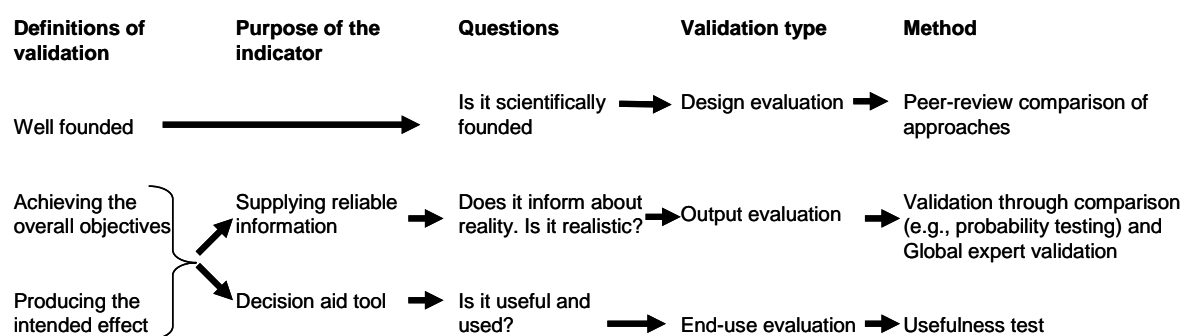 Definitions of validation
Purpose of the indicator
Questions
Validation type
Method
Well founded
Is it scientifically founded
Design evaluation
Peer-review comparison of approaches
Achieving the overall objectives
Supplying reliable information
Does it inform about reality. Is it realistic?
Output evaluation
Validation through comparison (e.g., probability testing) and Global expert validation
Producing the intended effect
Decision aid tool
Is it useful and used?
End-use evaluation
Usefulness test